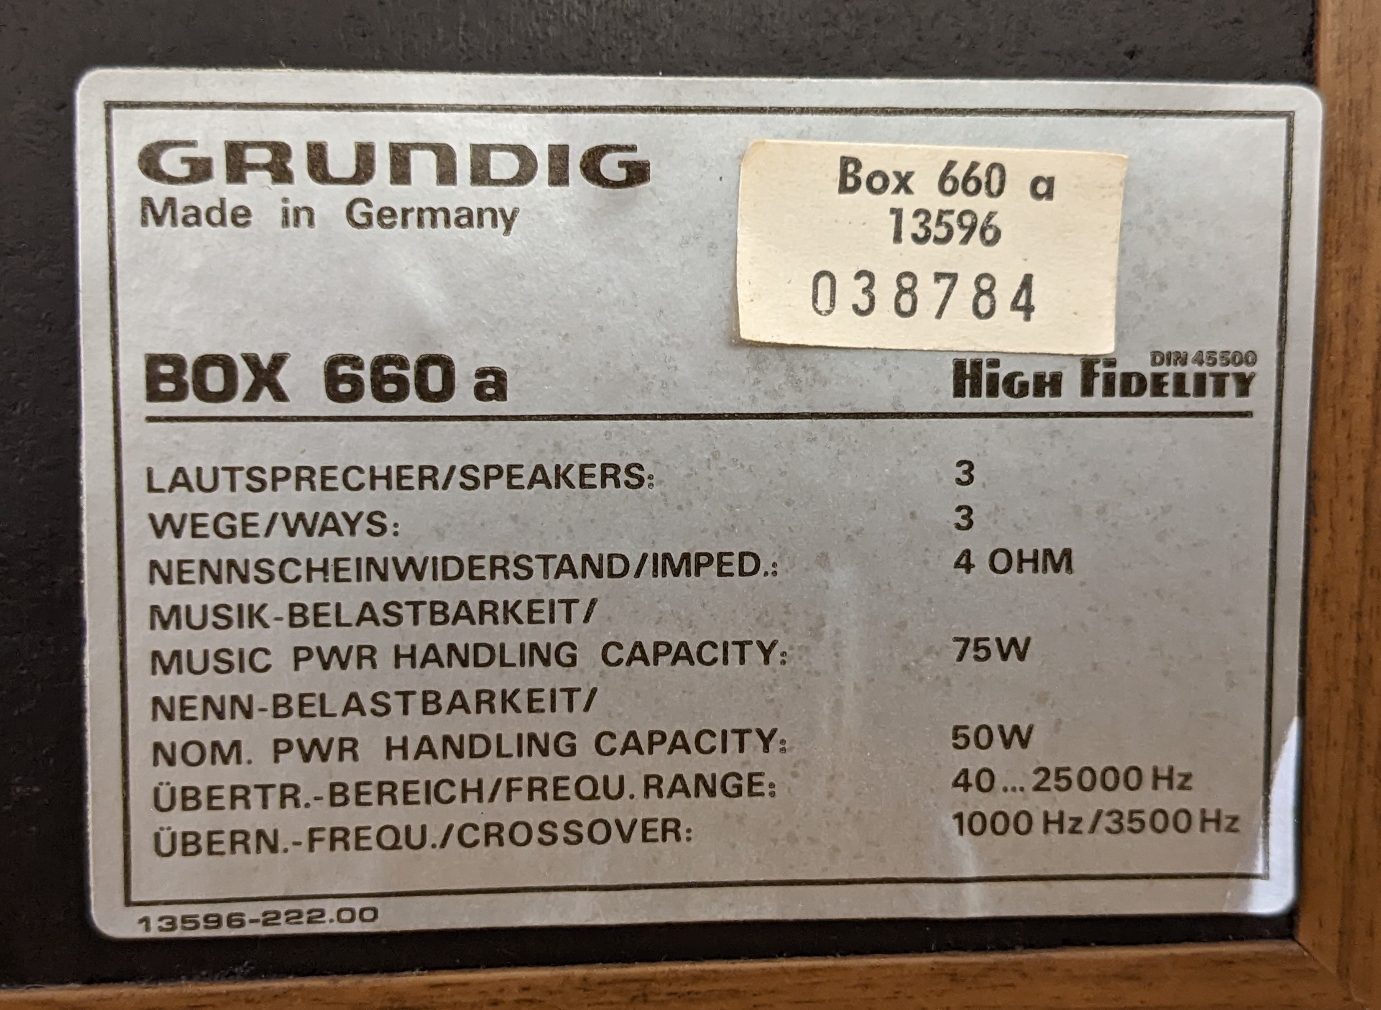 GRUNDIG
Made in Germany
Box 660 a
13596
038784
BOX 660 a
DIN 45500
HiGH FiDELITY
LAUTSPRECHER/SPEAKERS: 3
WEGE/WAYS: 3
NENNSCHEINWIDERSTAND/IMPED.: 4 OHM
MUSIK-BELASTBARKEIT/
MUSIC PWR HANDLING CAPACITY: 75W
NENN-BELASTBARKEIT/
NOM. PWR HANDLING CAPACITY: 50W
ÜBERTR.-BEREICH/FREQU. RANGE: 40...25000 Hz
ÜBERN.-FREQU./CROSSOVER: 1000 Hz/3500 Hz
13596-222.00